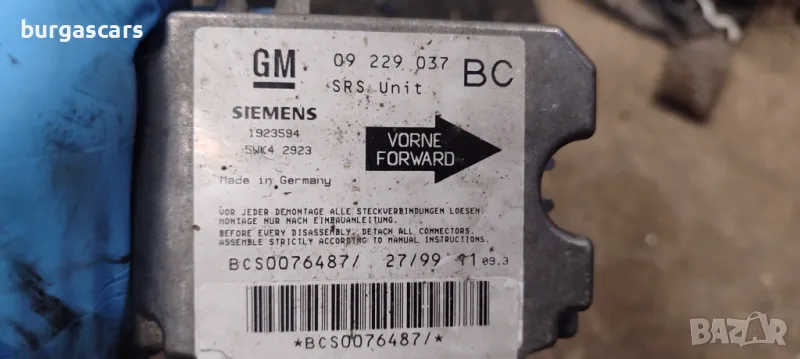 burgascars
GM 09 229 037 BC
SRS Unit
SIEMENS
1923594
5WK4 2923
VORNE
FORWARD
Made in Germany
VOR JEDER DEMONTAGE ALLE STECKVERBINDUNGEN LOESEN.
MONTAGE NUR NACH EINBAUANLEITUNG.
BEFORE EVERY DISASSEMBLY, DETACH ALL CONNECTORS.
ASSEMBLE STRICTLY ACCORDING TO MANUAL INSTRUCTIONS.
BCS0076487/ 27/99 11 09.3
*BCS0076487/*
BAZAR